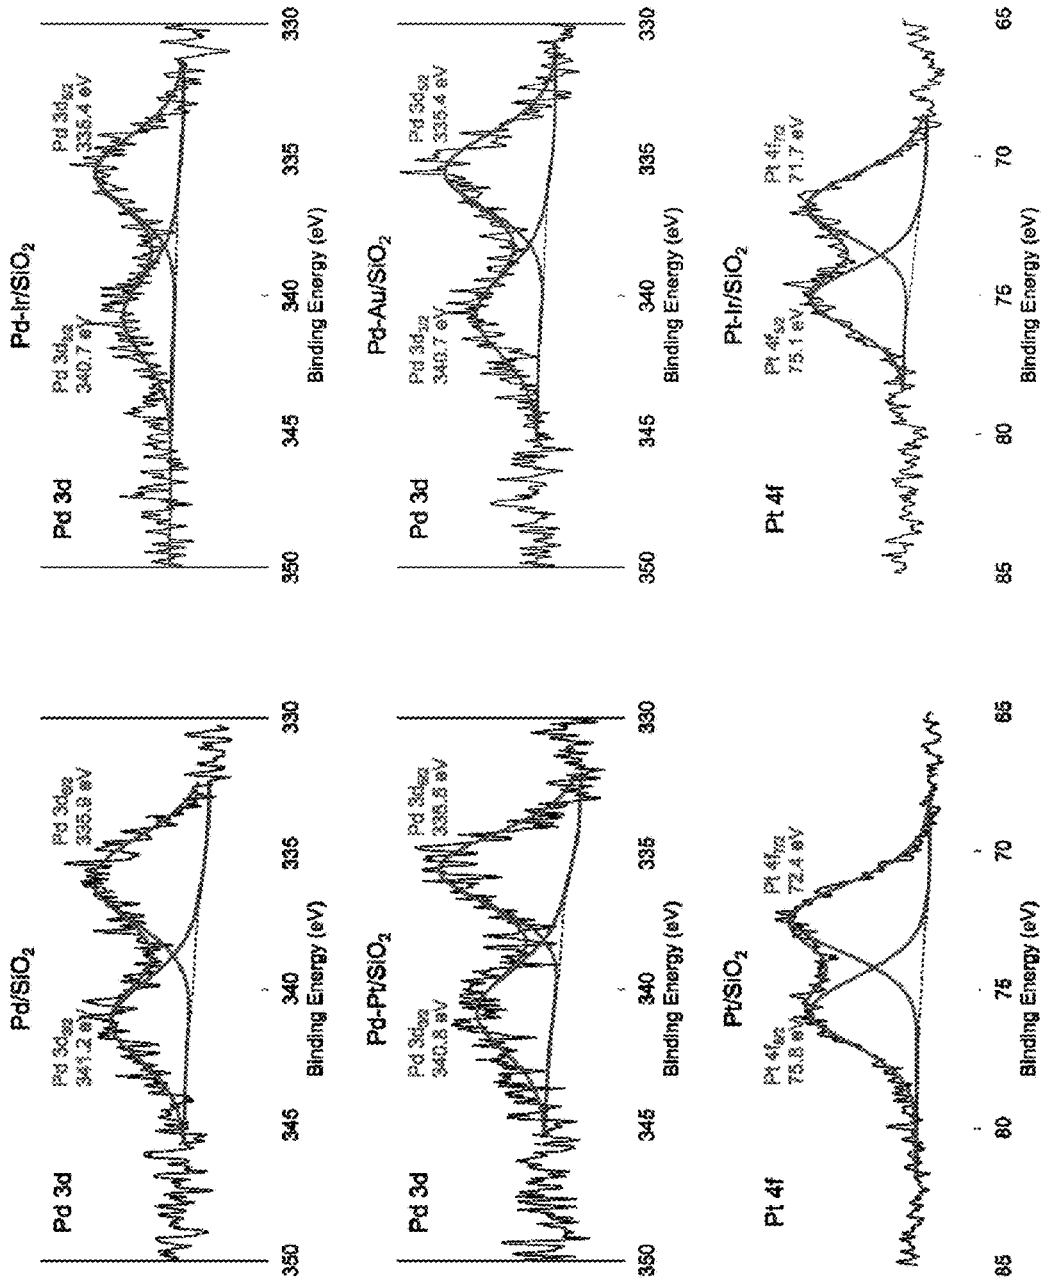 Pd/SiO₂
Pd 3d
Pd 3d₃/₂
341.2 eV
Pd 3d₅/₂
335.9 eV
350 345 340 335 330
Binding Energy (eV)
Pd-Ir/SiO₂
Pd 3d
Pd 3d₃/₂
340.7 eV
Pd 3d₅/₂
335.4 eV
350 345 340 335 330
Binding Energy (eV)
Pd-Pt/SiO₂
Pd 3d
Pd 3d₃/₂
340.8 eV
Pd 3d₅/₂
350 345 340 335 330
Binding Energy (eV)
Pd-Au/SiO₂
Pd 3d
Pd 3d₃/₂
340.7 eV
Pd 3d₅/₂
335.4 eV
350 345 340 335 330
Binding Energy (eV)
Pt/SiO₂
Pt 4f
Pt 4f₅/₂
75.8 eV
Pt 4f₇/₂
72.4 eV
85 80 75 70 65
Binding Energy (eV)
Pt-Ir/SiO₂
Pt 4f
Pt 4f₅/₂
75.1 eV
Pt 4f₇/₂
71.7 eV
85 80 75 70 65
Binding Energy (eV)